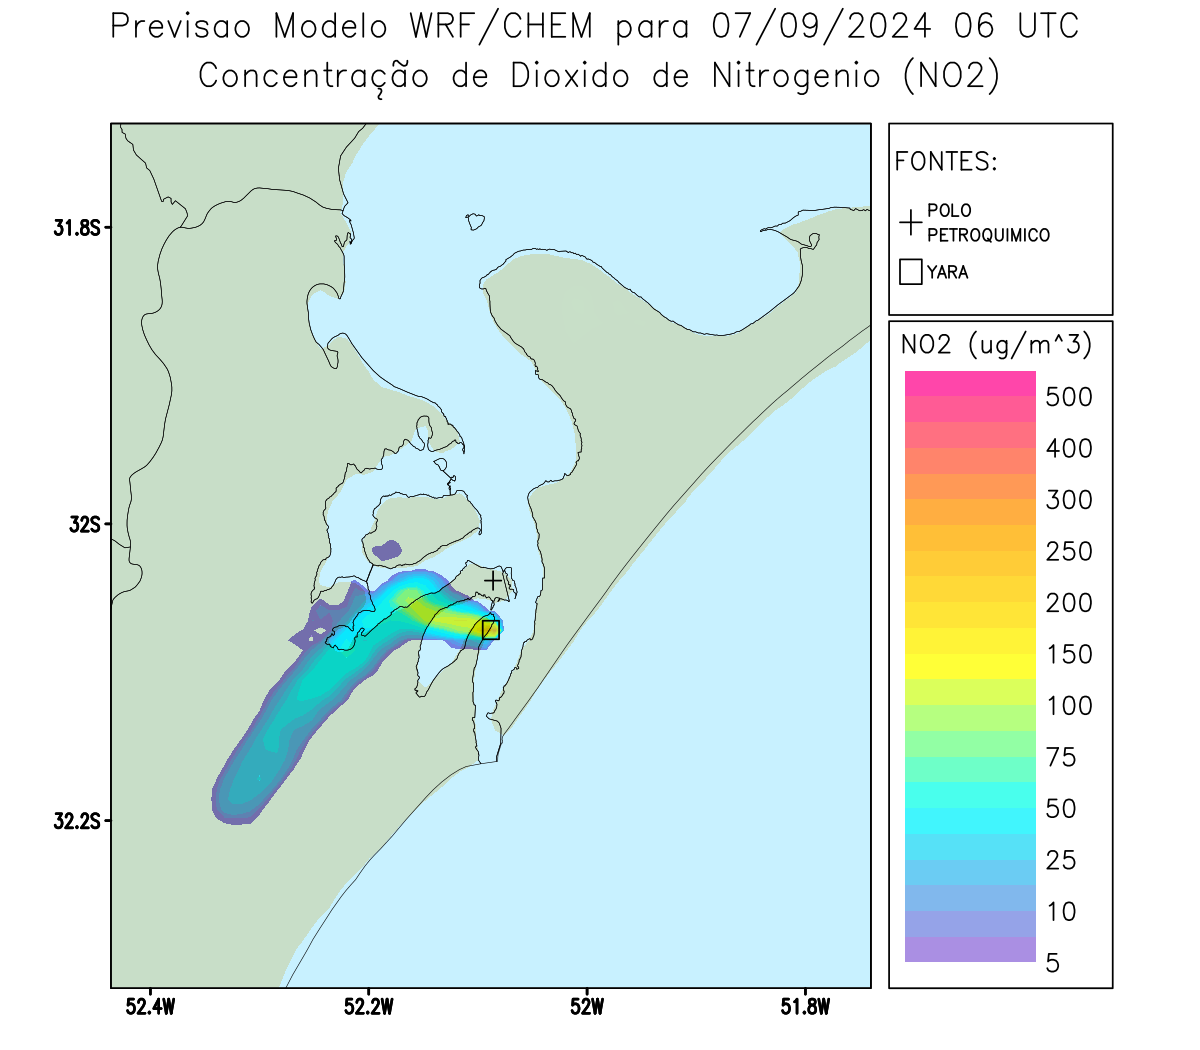 Previsao Modelo WRF/CHEM para 07/09/2024 06 UTC
Concentração de Dioxido de Nitrogenio (NO2)
FONTES:
POLO
PETROQUIMICO
YARA
NO2 (ug/m^3)
500
400
300
250
200
150
100
75
50
25
10
5
31.8S
32S
32.2S
52.4W
52.2W
52W
51.8W